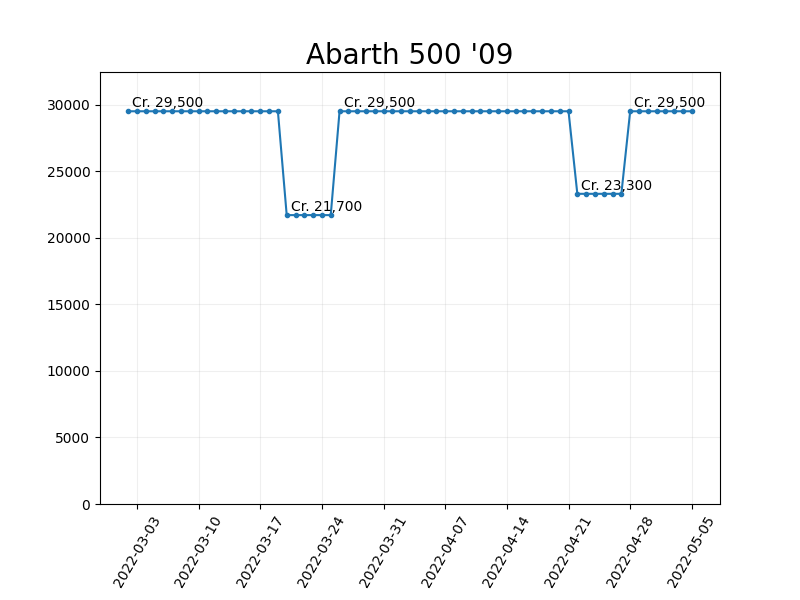 Abarth 500 '09
Cr. 29,500
Cr. 29,500
Cr. 29,500
Cr. 23,300
Cr. 21,700
30000
25000
20000
15000
10000
5000
0
2022-03-03
2022-03-10
2022-03-17
2022-03-24
2022-03-31
2022-04-07
2022-04-14
2022-04-21
2022-04-28
2022-05-05